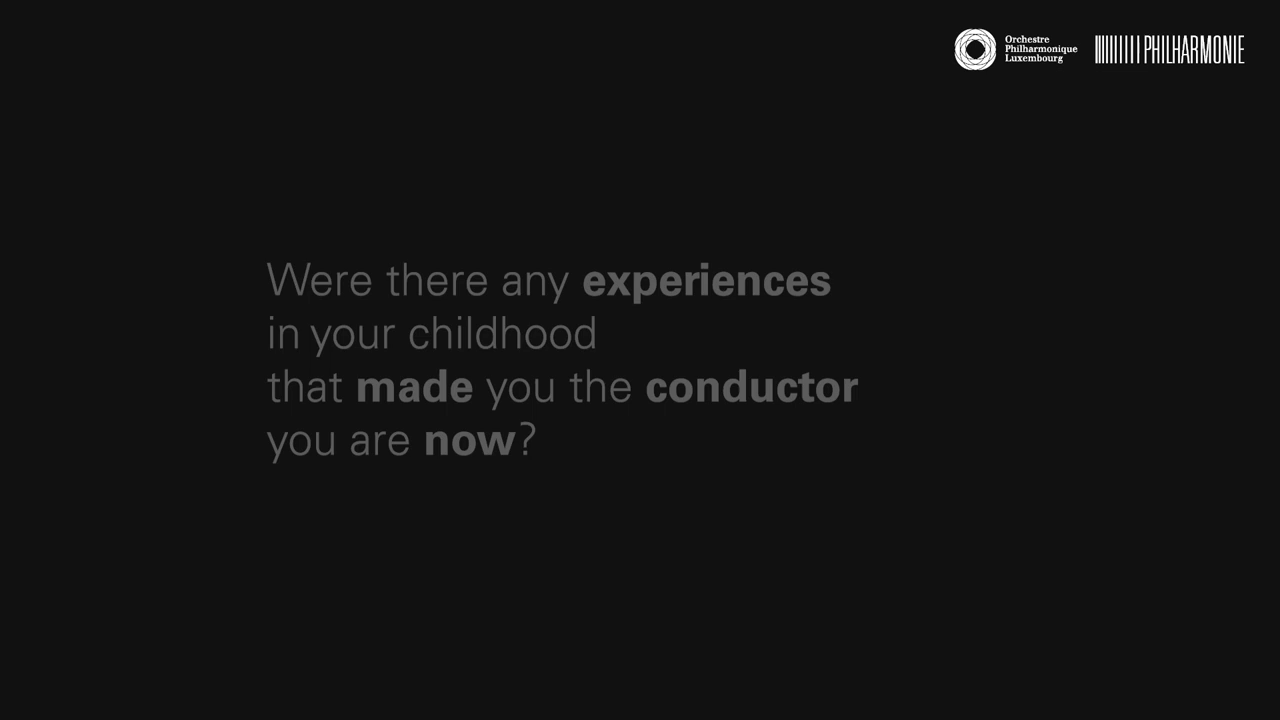 Orchestre
Philharmonique
Luxembourg
PHILHARMONIE
Were there any experiences
in your childhood
that made you the conductor
you are now?